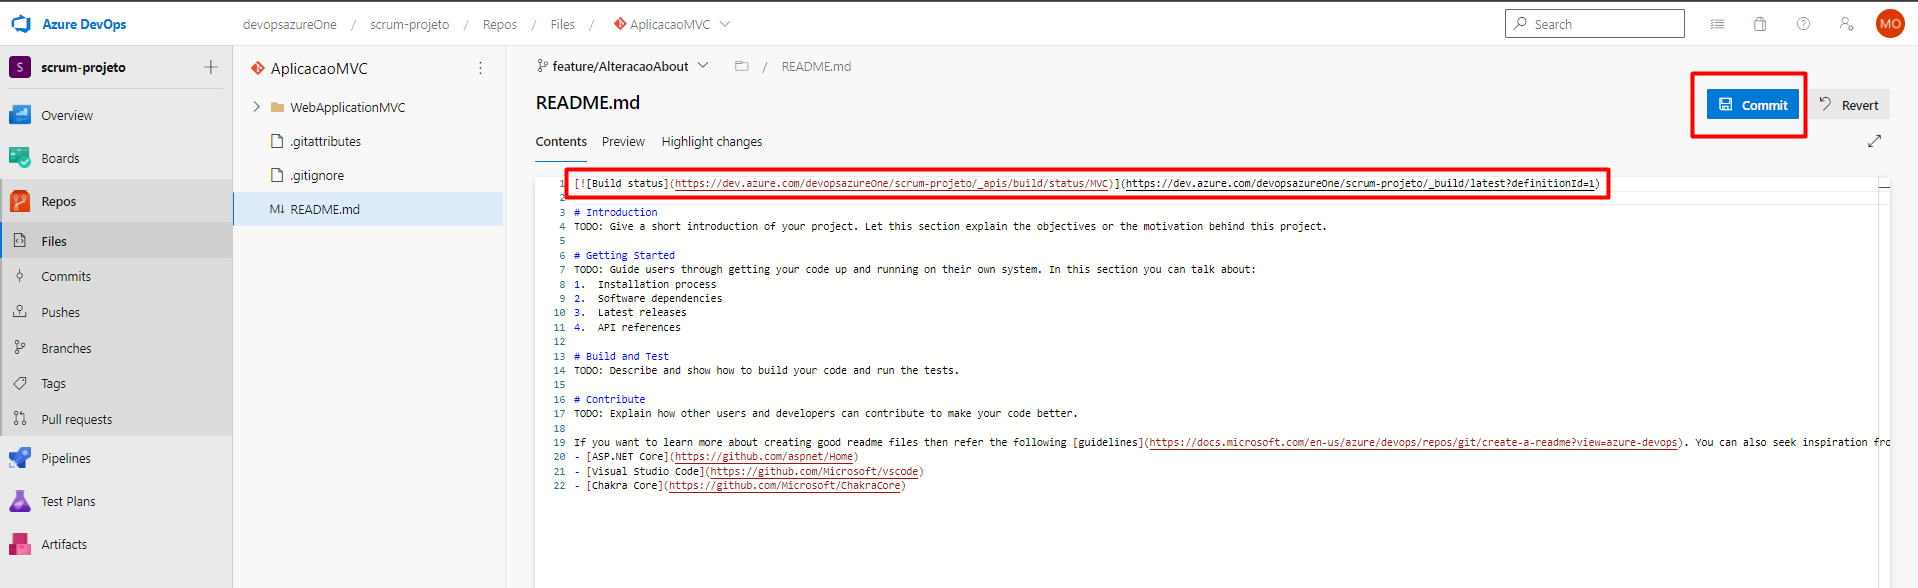 Azure DevOps
devopsazureOne / scrum-projeto / Repos / Files / AplicacaoMVC
Search
MO
S scrum-projeto
Overview
Boards
Repos
Files
Commits
Pushes
Branches
Tags
Pull requests
Pipelines
Test Plans
Artifacts
AplicacaoMVC
WebApplicationMVC
.gitattributes
.gitignore
M↓ README.md
feature/AlteracaoAbout / README.md
README.md
Commit
Revert
Contents Preview Highlight changes
1 [![Build status](https://dev.azure.com/devopsazureOne/scrum-projeto/_apis/build/status/MVC)](https://dev.azure.com/devopsazureOne/scrum-projeto/_build/latest?definitionId=1)
2
3 # Introduction
4 TODO: Give a short introduction of your project. Let this section explain the objectives or the motivation behind this project.
5
6 # Getting Started
7 TODO: Guide users through getting your code up and running on their own system. In this section you can talk about:
8 1. Installation process
9 2. Software dependencies
10 3. Latest releases
11 4. API references
12
13 # Build and Test
14 TODO: Describe and show how to build your code and run the tests.
15
16 # Contribute
17 TODO: Explain how other users and developers can contribute to make your code better.
18
19 If you want to learn more about creating good readme files then refer the following [guidelines](https://docs.microsoft.com/en-us/azure/devops/repos/git/create-a-readme?view=azure-devops). You can also seek inspiration fro
20 - [ASP.NET Core](https://github.com/aspnet/Home)
21 - [Visual Studio Code](https://github.com/Microsoft/vscode)
22 - [Chakra Core](https://github.com/Microsoft/ChakraCore)